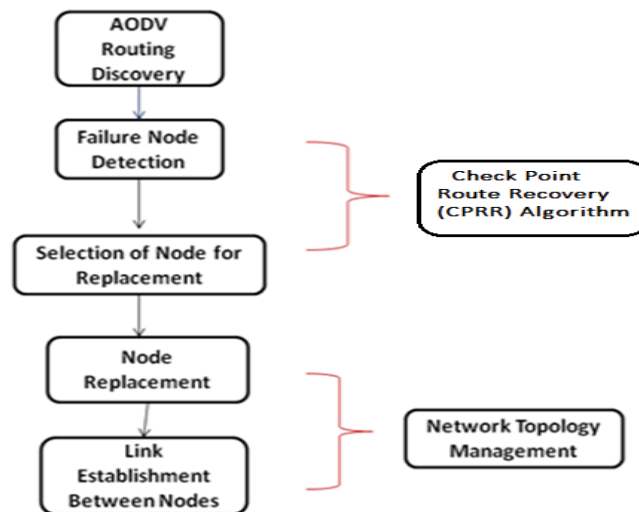 AODV
Routing
Discovery
Failure Node
Detection
Check Point
Route Recovery
(CPRR) Algorithm
Selection of Node for
Replacement
Node
Replacement
Network Topology
Management
Link
Establishment
Between Nodes